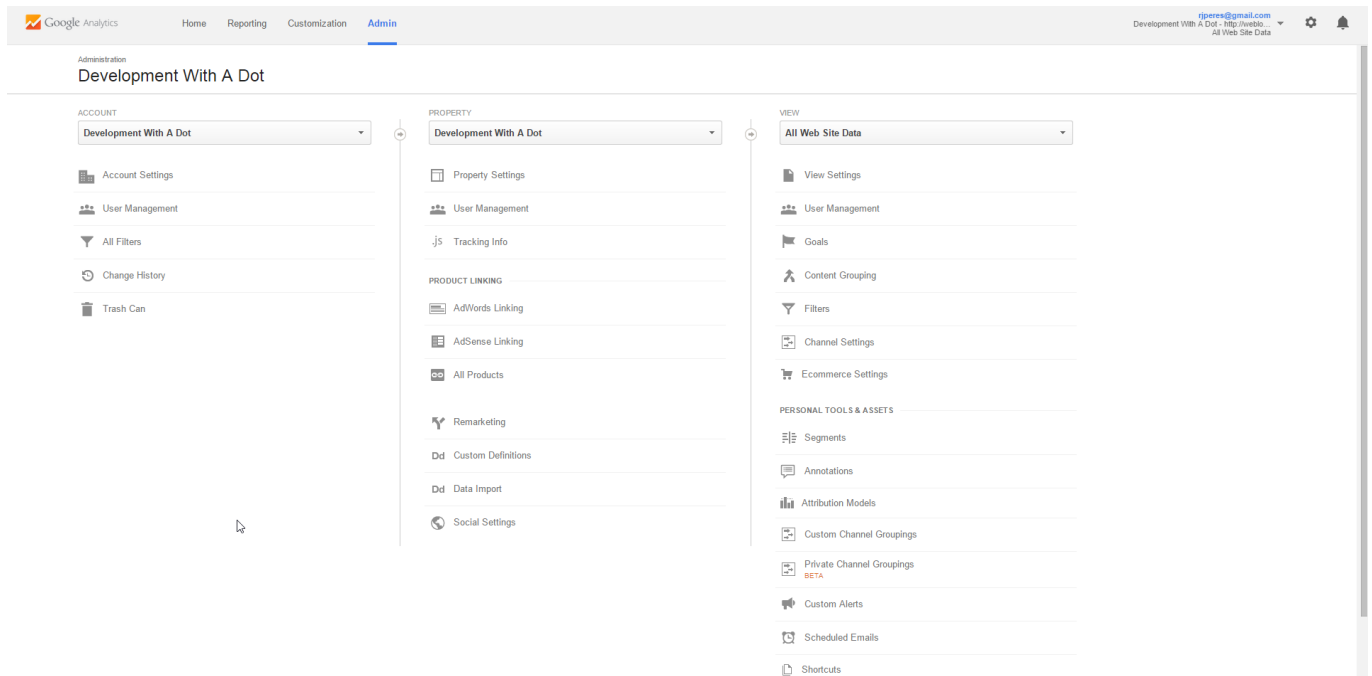 Google Analytics
Home
Reporting
Customization
Admin
rjperes@gmail.com
Development With A Dot - http://weblo...
All Web Site Data
Administration
Development With A Dot
ACCOUNT
Development With A Dot
Account Settings
User Management
All Filters
Change History
Trash Can
PROPERTY
Development With A Dot
Property Settings
User Management
.js Tracking Info
PRODUCT LINKING
AdWords Linking
AdSense Linking
All Products
Remarketing
Dd Custom Definitions
Dd Data Import
Social Settings
VIEW
All Web Site Data
View Settings
User Management
Goals
Content Grouping
Filters
Channel Settings
Ecommerce Settings
PERSONAL TOOLS & ASSETS
Segments
Annotations
Attribution Models
Custom Channel Groupings
Private Channel Groupings
BETA
Custom Alerts
Scheduled Emails
Shortcuts